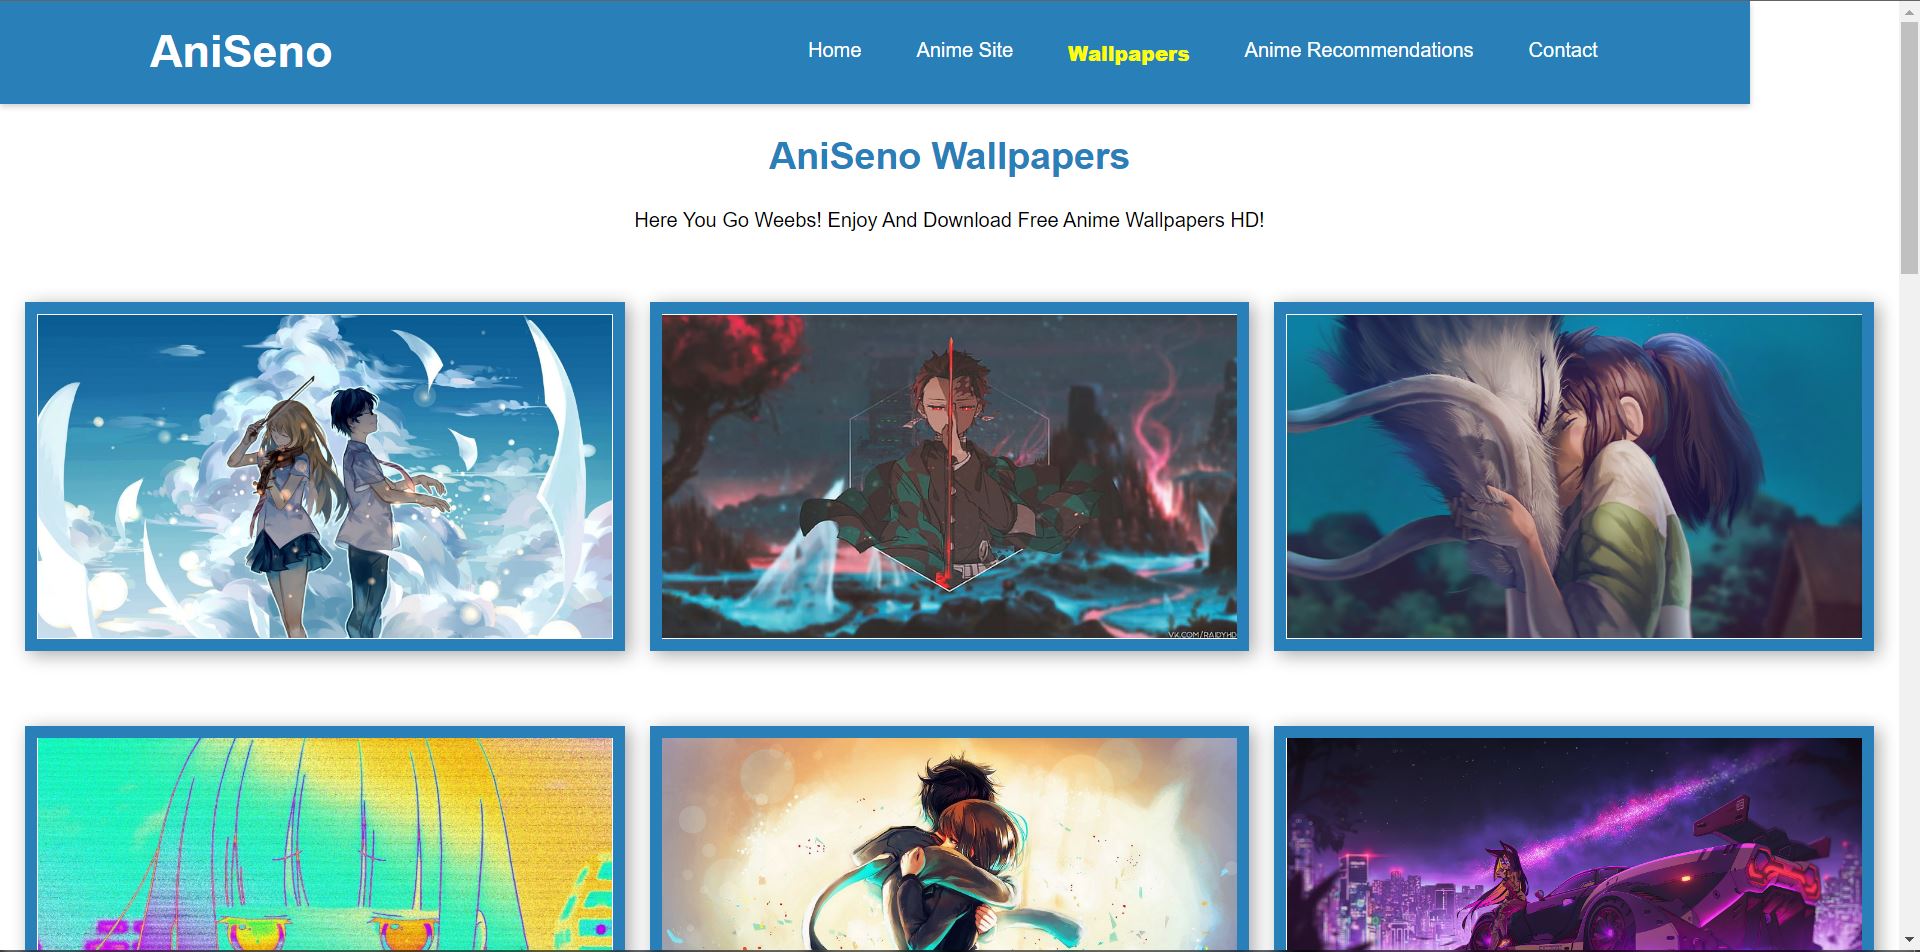 AniSeno
Home Anime Site Wallpapers Anime Recommendations Contact
AniSeno Wallpapers
Here You Go Weebs! Enjoy And Download Free Anime Wallpapers HD!
VK.COM/RAIDYHD